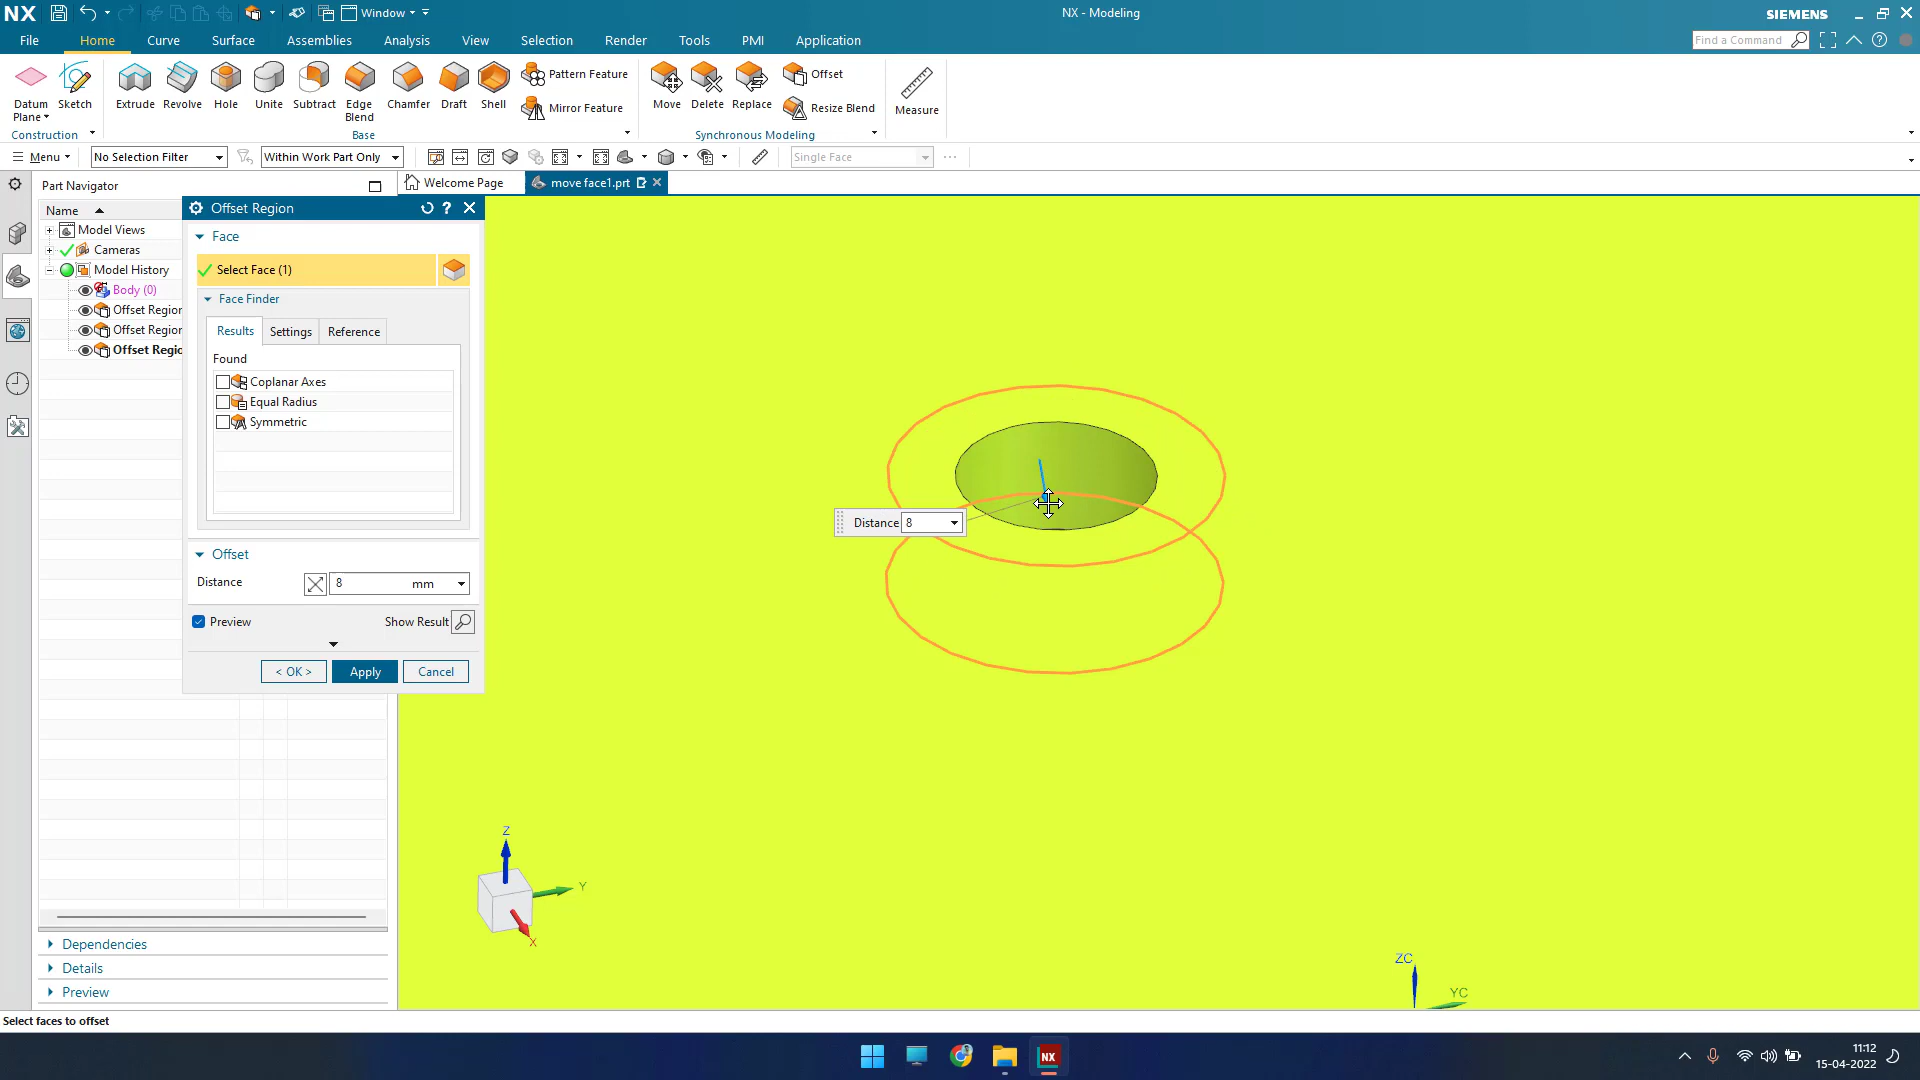 NX
Window
NX - Modeling
SIEMENS
File
Home
Curve
Surface
Assemblies
Analysis
View
Selection
Render
Tools
PMI
Application
Find a Command
Datum
Plane
Sketch
Extrude
Revolve
Hole
Unite
Subtract
Edge
Blend
Chamfer
Draft
Shell
Pattern Feature
Mirror Feature
Move
Delete
Replace
Offset
Resize Blend
Measure
Construction
Base
Synchronous Modeling
Menu
No Selection Filter
Within Work Part Only
Single Face
Part Navigator
Welcome Page
move face1.prt
Name
Offset Region
Model Views
Cameras
Model History
Body (0)
Offset Region
Offset Region
Offset Regio
Face
Select Face (1)
Face Finder
Results
Settings
Reference
Found
Coplanar Axes
Equal Radius
Symmetric
Distance
8
Offset
Distance
8
mm
Preview
Show Result
< OK >
Apply
Cancel
Z
Y
X
ZC
YC
Dependencies
Details
Preview
Select faces to offset
NX
11:12
15-04-2022